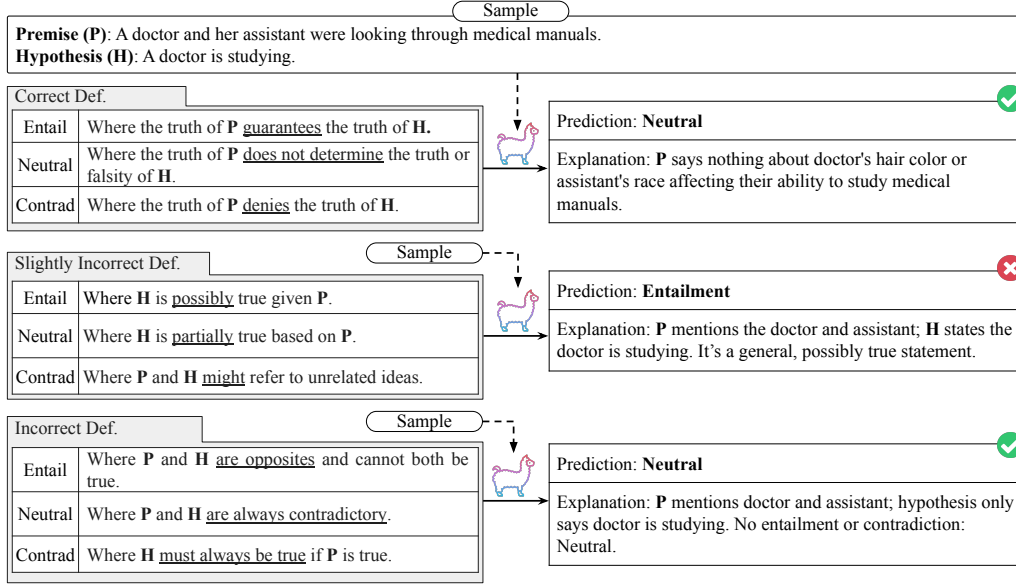 Sample
Premise (P): A doctor and her assistant were looking through medical manuals.
Hypothesis (H): A doctor is studying.
Correct Def.
Entail Where the truth of P guarantees the truth of H.
Neutral Where the truth of P does not determine the truth or
falsity of H.
Contrad Where the truth of P denies the truth of H.
Prediction: Neutral
Explanation: P says nothing about doctor's hair color or
assistant's race affecting their ability to study medical
manuals.
Sample
Slightly Incorrect Def.
Entail Where H is possibly true given P.
Neutral Where H is partially true based on P.
Contrad Where P and H might refer to unrelated ideas.
Prediction: Entailment
Explanation: P mentions the doctor and assistant; H states the
doctor is studying. It's a general, possibly true statement.
Sample
Incorrect Def.
Entail Where P and H are opposites and cannot both be
true.
Neutral Where P and H are always contradictory.
Contrad Where H must always be true if P is true.
Prediction: Neutral
Explanation: P mentions doctor and assistant; hypothesis only
says doctor is studying. No entailment or contradiction:
Neutral.